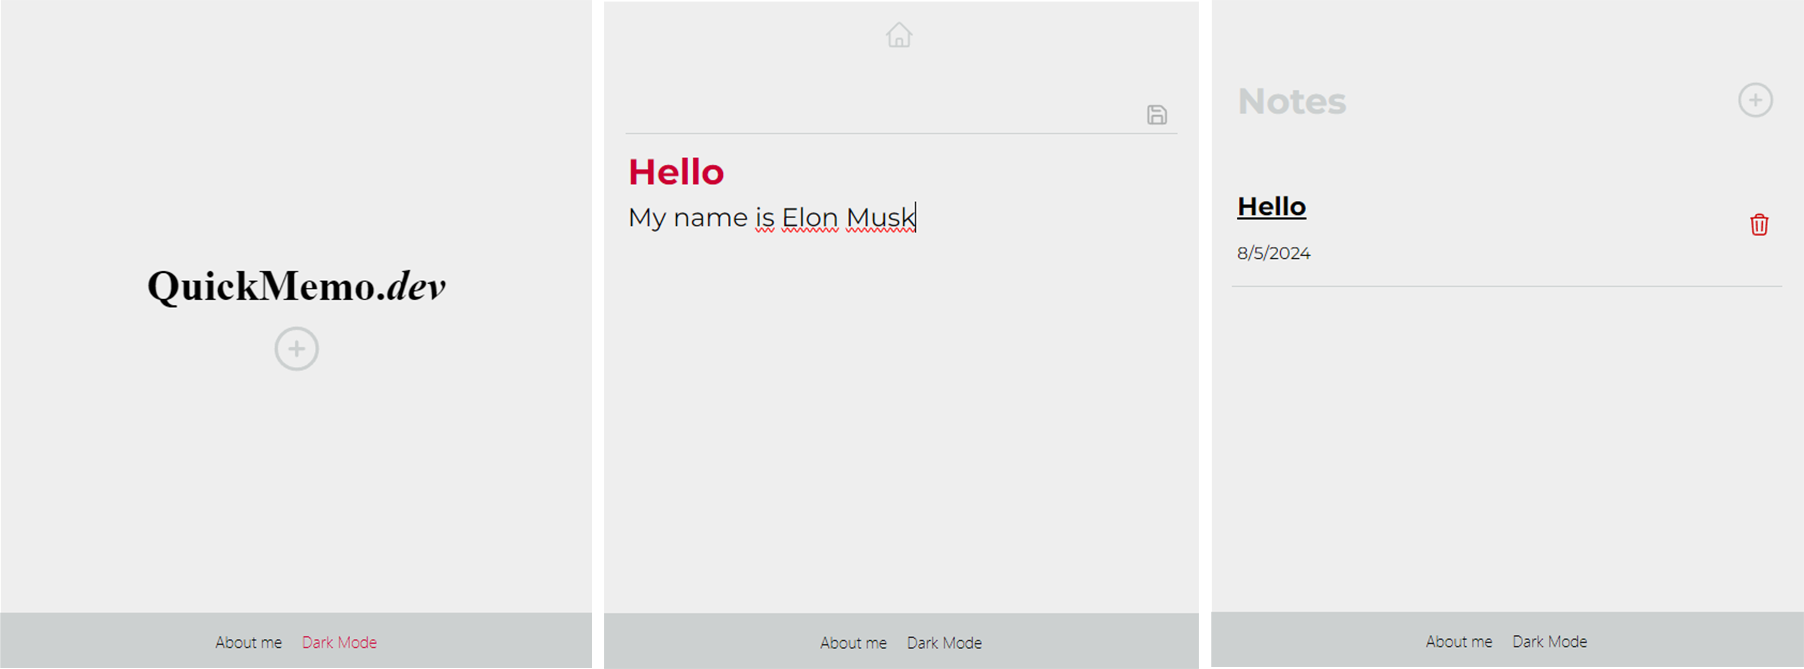 QuickMemo.dev
About me Dark Mode
Hello
My name is Elon Musk
About me Dark Mode
Notes
Hello
8/5/2024
About me Dark Mode